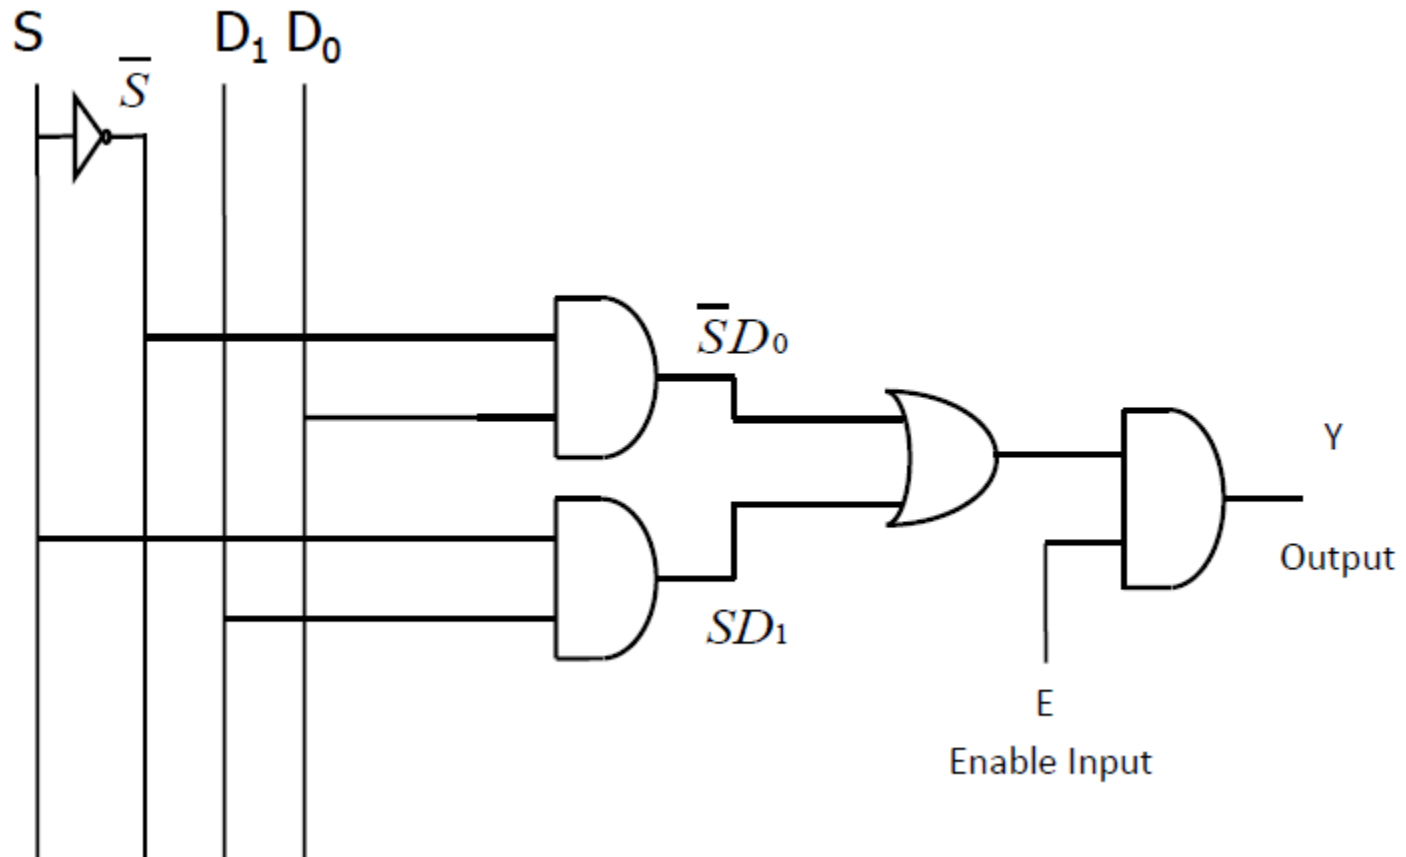 S D₁ D₀
S̅
S̅D₀
Y
Output
SD₁
E
Enable Input